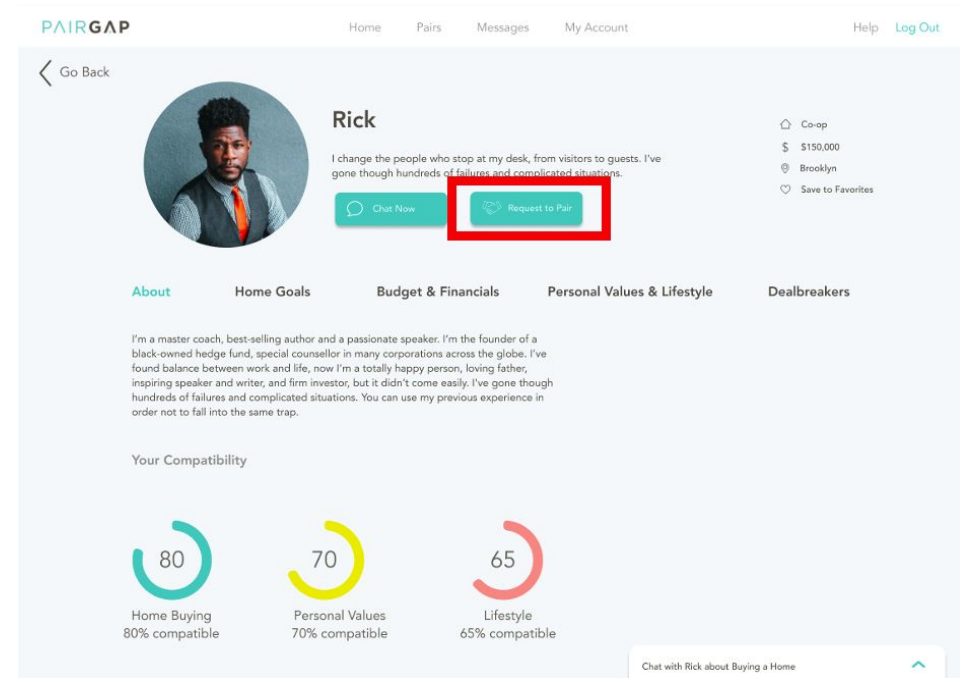 PAIRGAP
Home Pairs Messages My Account Help Log Out
Go Back
Rick
I change the people who stop at my desk, from visitors to guests. I've
gone though hundreds of failures and complicated situations.
Chat Now Request to Pair
Co-op
$ $150,000
Brooklyn
Save to Favorites
About Home Goals Budget & Financials Personal Values & Lifestyle Dealbreakers
I'm a master coach, best-selling author and a passionate speaker. I'm the founder of a
black-owned hedge fund, special counsellor in many corporations across the globe. I've
found balance between work and life, now I'm a totally happy person, loving father,
inspiring speaker and writer, and firm investor, but it didn't come easily. I've gone though
hundreds of failures and complicated situations. You can use my previous experience in
order not to fall into the same trap.
Your Compatibility
80 70 65
Home Buying Personal Values Lifestyle
80% compatible 70% compatible 65% compatible
Chat with Rick about Buying a Home